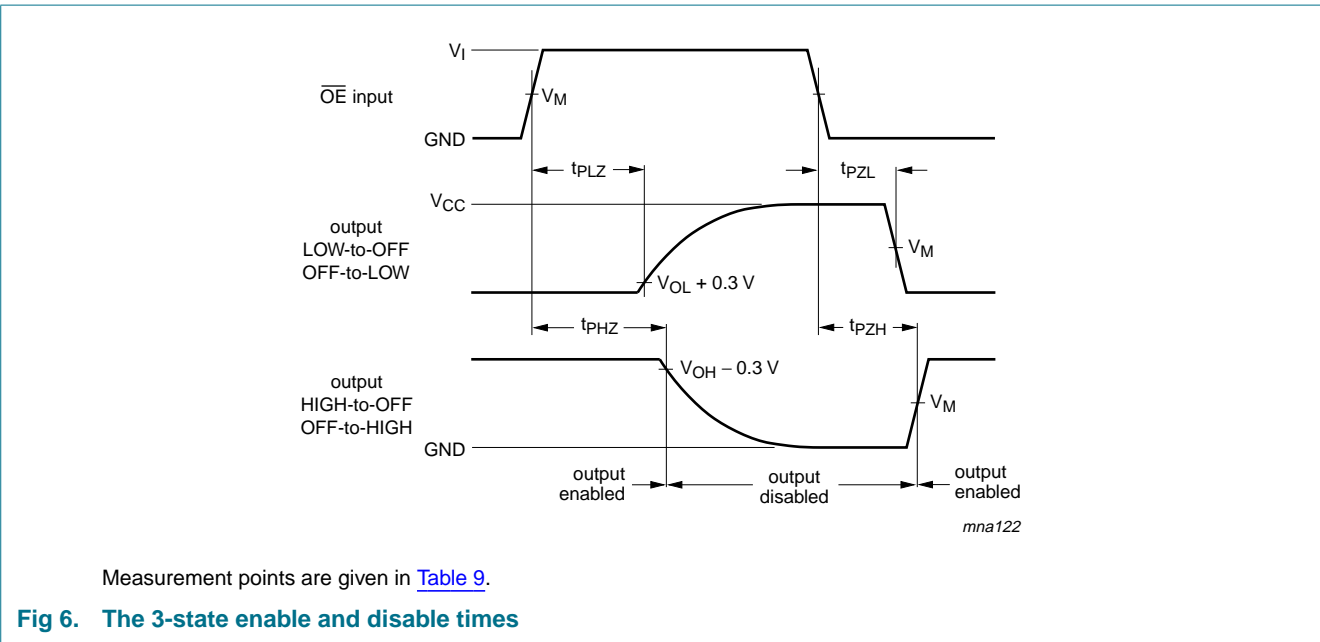 V_I
OE input
V_M
GND
t_PLZ
t_PZL
V_CC
output
LOW-to-OFF
OFF-to-LOW
V_M
V_OL + 0.3 V
t_PHZ
t_PZH
V_OH − 0.3 V
output
HIGH-to-OFF
OFF-to-HIGH
V_M
GND
output
enabled
output
disabled
output
enabled
mna122
Measurement points are given in Table 9.
Fig 6. The 3-state enable and disable times